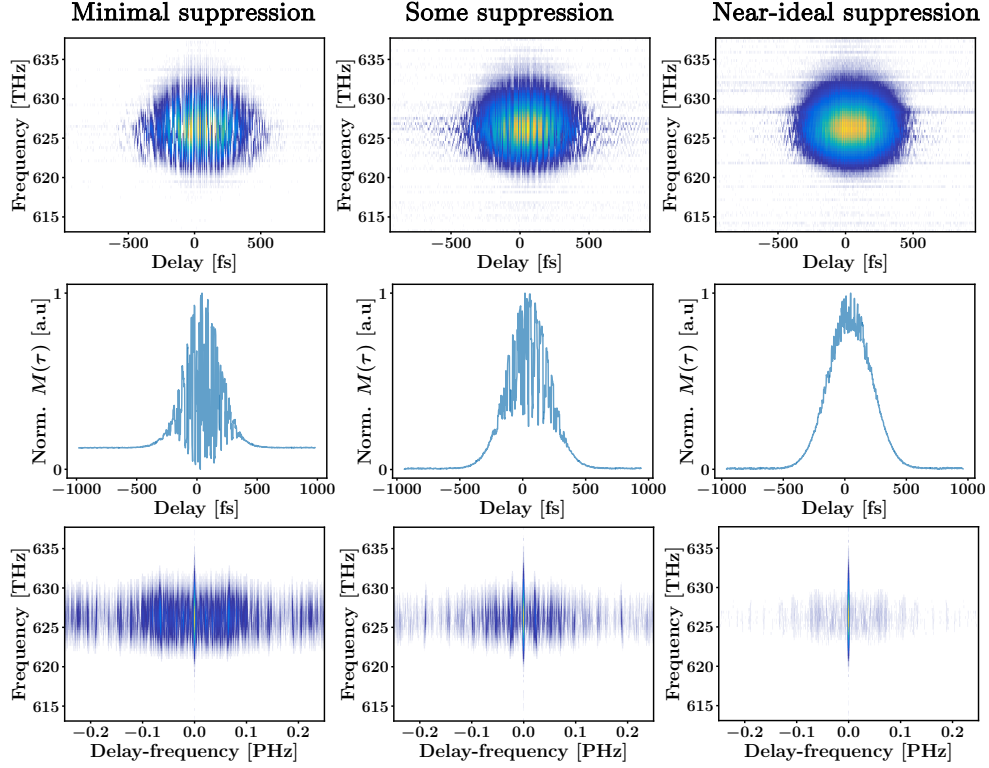 Minimal suppression Some suppression Near-ideal suppression
Frequency [THz] 635 630 625 620 615
−500 0 500
Delay [fs]
Frequency [THz] 635 630 625 620 615
−500 0 500
Delay [fs]
Frequency [THz] 635 630 625 620 615
−500 0 500
Delay [fs]
Norm. M(τ) [a.u] 1 0
−1000 −500 0 500 1000
Delay [fs]
Norm. M(τ) [a.u] 1 0
−1000 −500 0 500 1000
Delay [fs]
Norm. M(τ) [a.u] 1 0
−1000 −500 0 500 1000
Delay [fs]
Frequency [THz] 635 630 625 620 615
−0.2 −0.1 0.0 0.1 0.2
Delay-frequency [PHz]
Frequency [THz] 635 630 625 620 615
−0.2 −0.1 0.0 0.1 0.2
Delay-frequency [PHz]
Frequency [THz] 635 630 625 620 615
−0.2 −0.1 0.0 0.1 0.2
Delay-frequency [PHz]